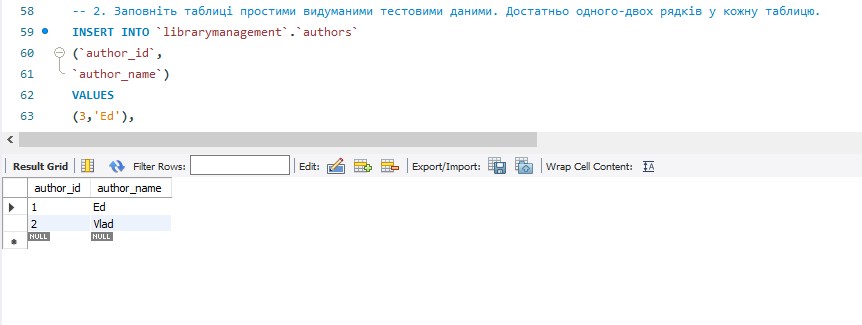 58 -- 2. Заповніть таблиці простими видуманими тестовими даними. Достатньо одного-двох рядків у кожну таблицю.
59 INSERT INTO `librarymanagement`.`authors`
60 (`author_id`,
61 `author_name`)
62 VALUES
63 (3,'Ed'),
Result Grid Filter Rows: Edit: Export/Import: Wrap Cell Content: IA
author_id author_name
1 Ed
2 Vlad
NULL NULL